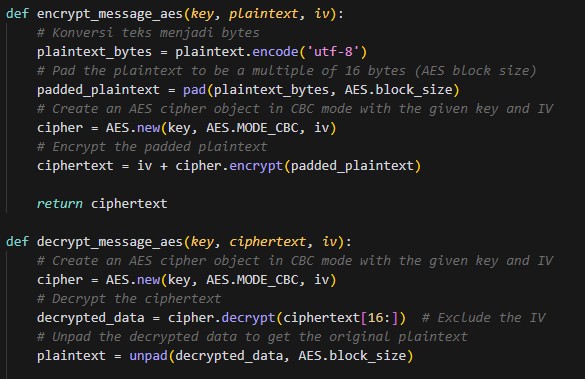 def encrypt_message_aes(key, plaintext, iv):
    # Konversi teks menjadi bytes
    plaintext_bytes = plaintext.encode('utf-8')
    # Pad the plaintext to be a multiple of 16 bytes (AES block size)
    padded_plaintext = pad(plaintext_bytes, AES.block_size)
    # Create an AES cipher object in CBC mode with the given key and IV
    cipher = AES.new(key, AES.MODE_CBC, iv)
    # Encrypt the padded plaintext
    ciphertext = iv + cipher.encrypt(padded_plaintext)

    return ciphertext

def decrypt_message_aes(key, ciphertext, iv):
    # Create an AES cipher object in CBC mode with the given key and IV
    cipher = AES.new(key, AES.MODE_CBC, iv)
    # Decrypt the ciphertext
    decrypted_data = cipher.decrypt(ciphertext[16:])  # Exclude the IV
    # Unpad the decrypted data to get the original plaintext
    plaintext = unpad(decrypted_data, AES.block_size)